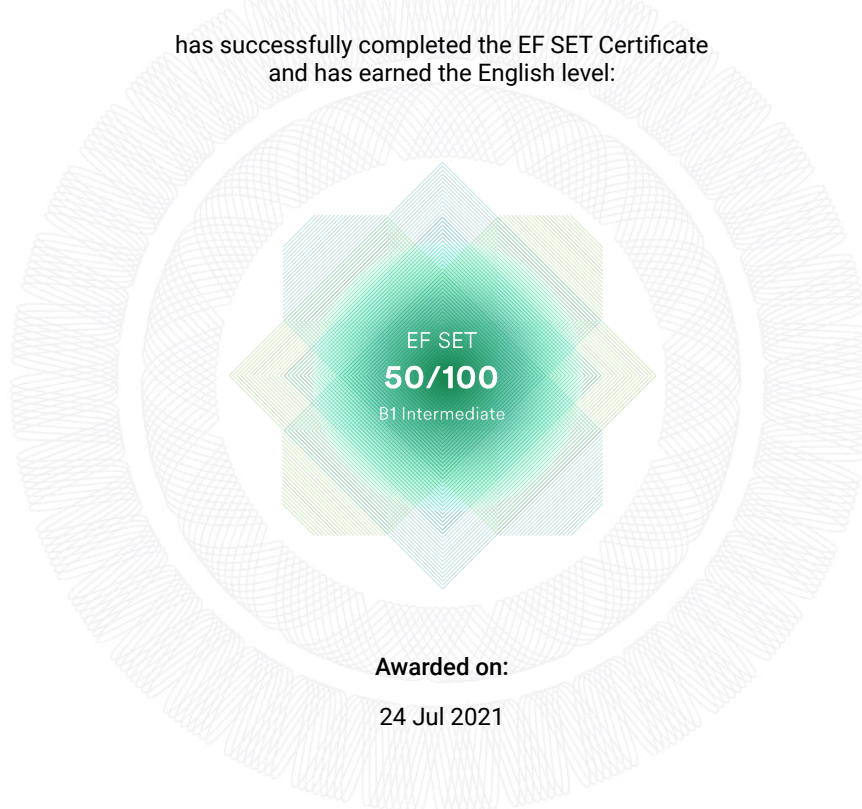 has successfully completed the EF SET Certificate
and has earned the English level:
EF SET
50/100
B1 Intermediate
Awarded on:
24 Jul 2021